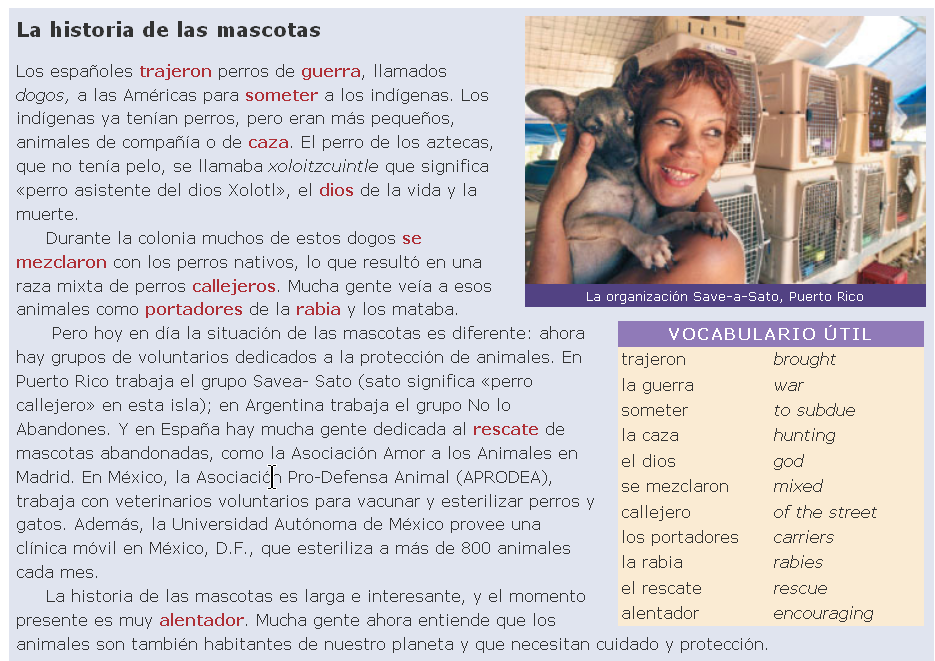 La historia de las mascotas
Los españoles trajeron perros de guerra, llamados
dogos, a las Américas para someter a los indígenas. Los
indígenas ya tenían perros, pero eran más pequeños,
animales de compañía o de caza. El perro de los aztecas,
que no tenía pelo, se llamaba xoloitzcuintle que significa
«perro asistente del dios Xolotl», el dios de la vida y la
muerte.
Durante la colonia muchos de estos dogos se
mezclaron con los perros nativos, lo que resultó en una
raza mixta de perros callejeros. Mucha gente veía a esos
animales como portadores de la rabia y los mataba.
Pero hoy en día la situación de las mascotas es diferente: ahora
hay grupos de voluntarios dedicados a la protección de animales. En
Puerto Rico trabaja el grupo Savea- Sato (sato significa «perro
callejero» en esta isla); en Argentina trabaja el grupo No lo
Abandones. Y en España hay mucha gente dedicada al rescate de
mascotas abandonadas, como la Asociación Amor a los Animales en
Madrid. En México, la Asociación Pro-Defensa Animal (APRODEA),
trabaja con veterinarios voluntarios para vacunar y esterilizar perros y
gatos. Además, la Universidad Autónoma de México provee una
clínica móvil en México, D.F., que esteriliza a más de 800 animales
cada mes.
La historia de las mascotas es larga e interesante, y el momento
presente es muy alentador. Mucha gente ahora entiende que los
animales son también habitantes de nuestro planeta y que necesitan cuidado y protección.
La organización Save-a-Sato, Puerto Rico
VOCABULARIO ÚTIL
trajeron brought
la guerra war
someter to subdue
la caza hunting
el dios god
se mezclaron mixed
callejero of the street
los portadores carriers
la rabia rabies
el rescate rescue
alentador encouraging